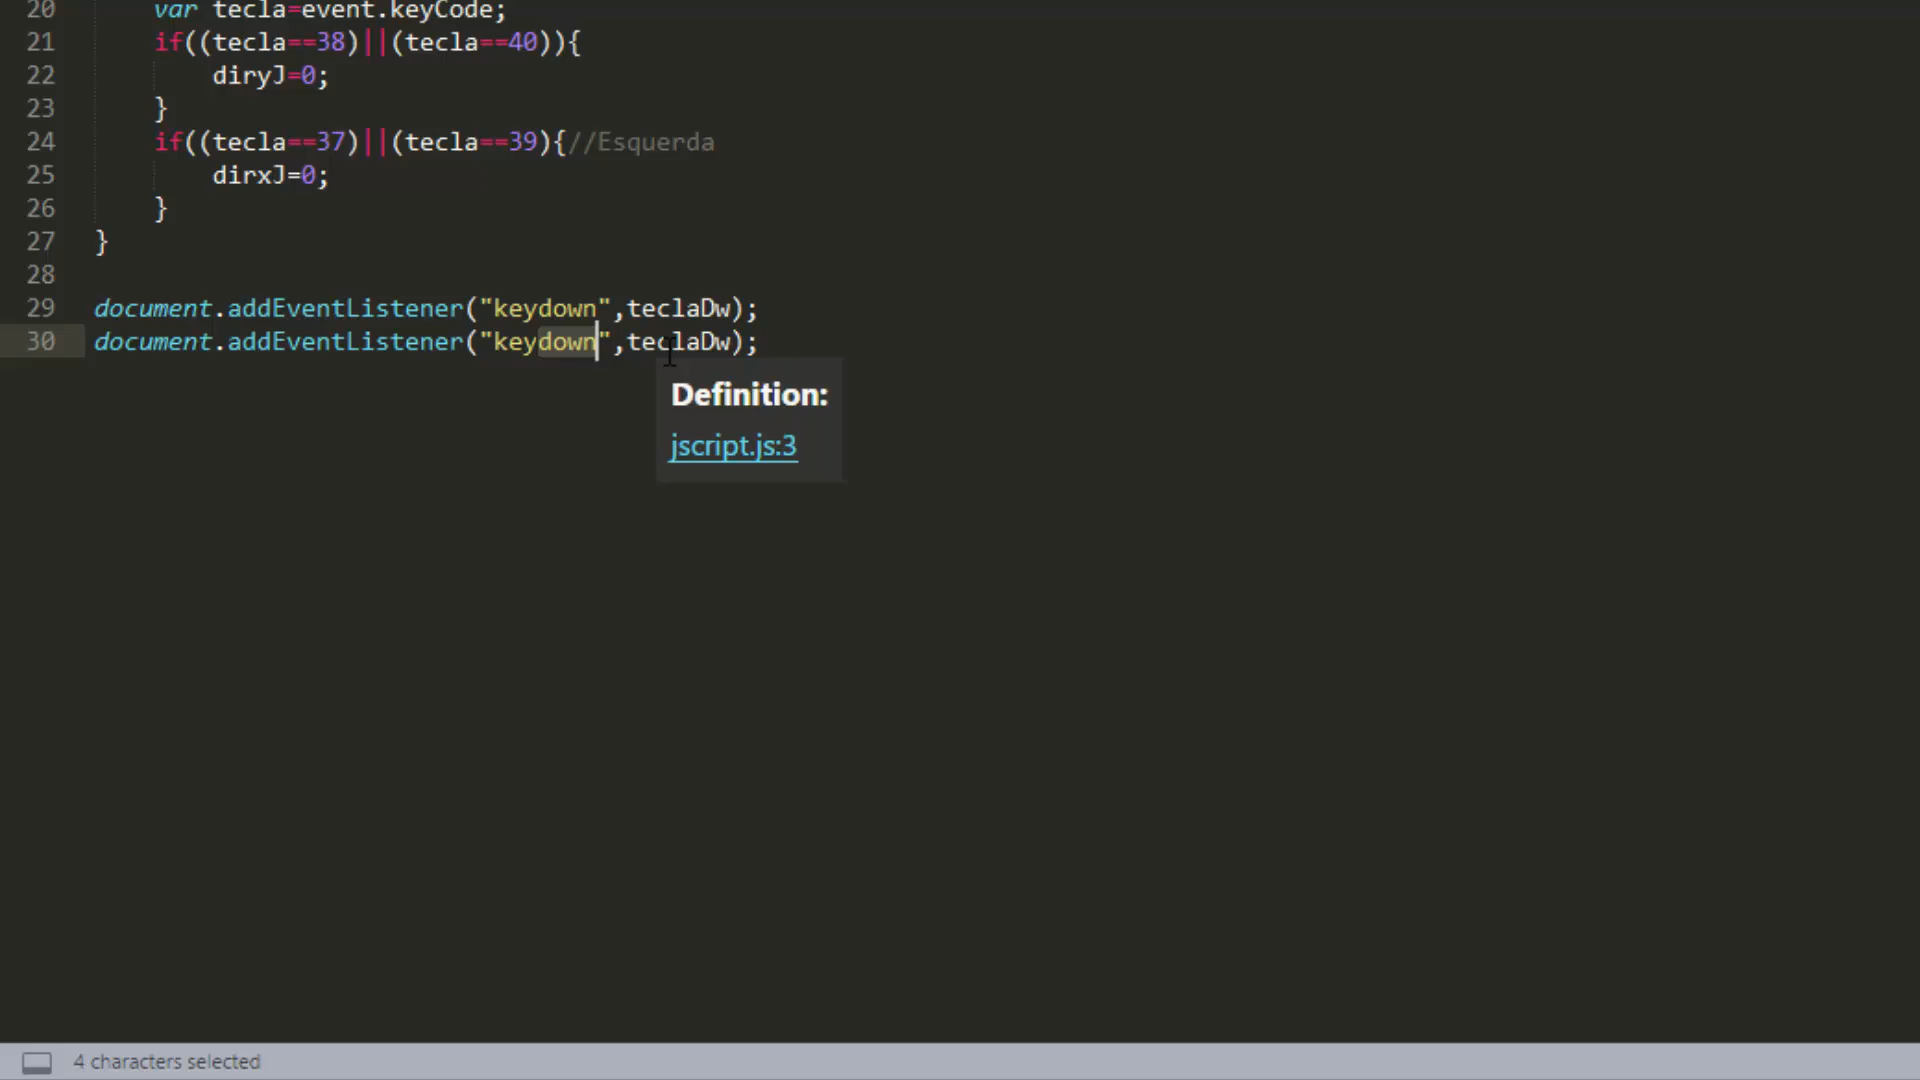 20 var tecla=event.keyCode;
21 if((tecla==38)||(tecla==40)){
22 diryJ=0;
23 }
24 if((tecla==37)||(tecla==39){//Esquerda
25 dirxJ=0;
26 }
27 }
28
29 document.addEventListener("keydown",teclaDw);
30 document.addEventListener("keydown",teclaDw);
Definition:
jscript.js:3
4 characters selected